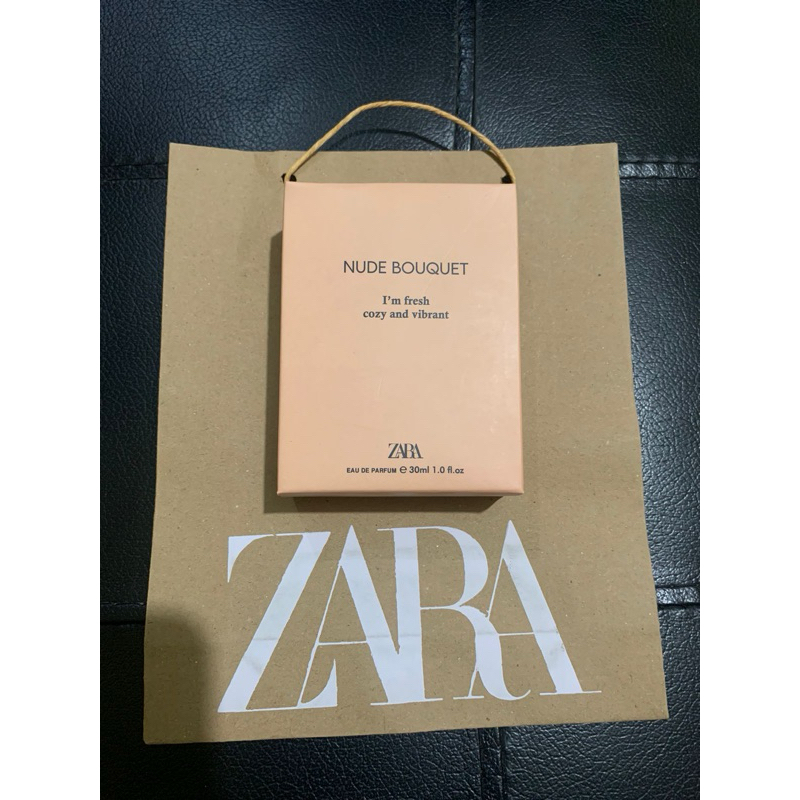 NUDE BOUQUET
I'm fresh
cozy and vibrant
ZARA
EAU DE PARFUM ℮ 30ml 1.0 fl.oz
ZARA